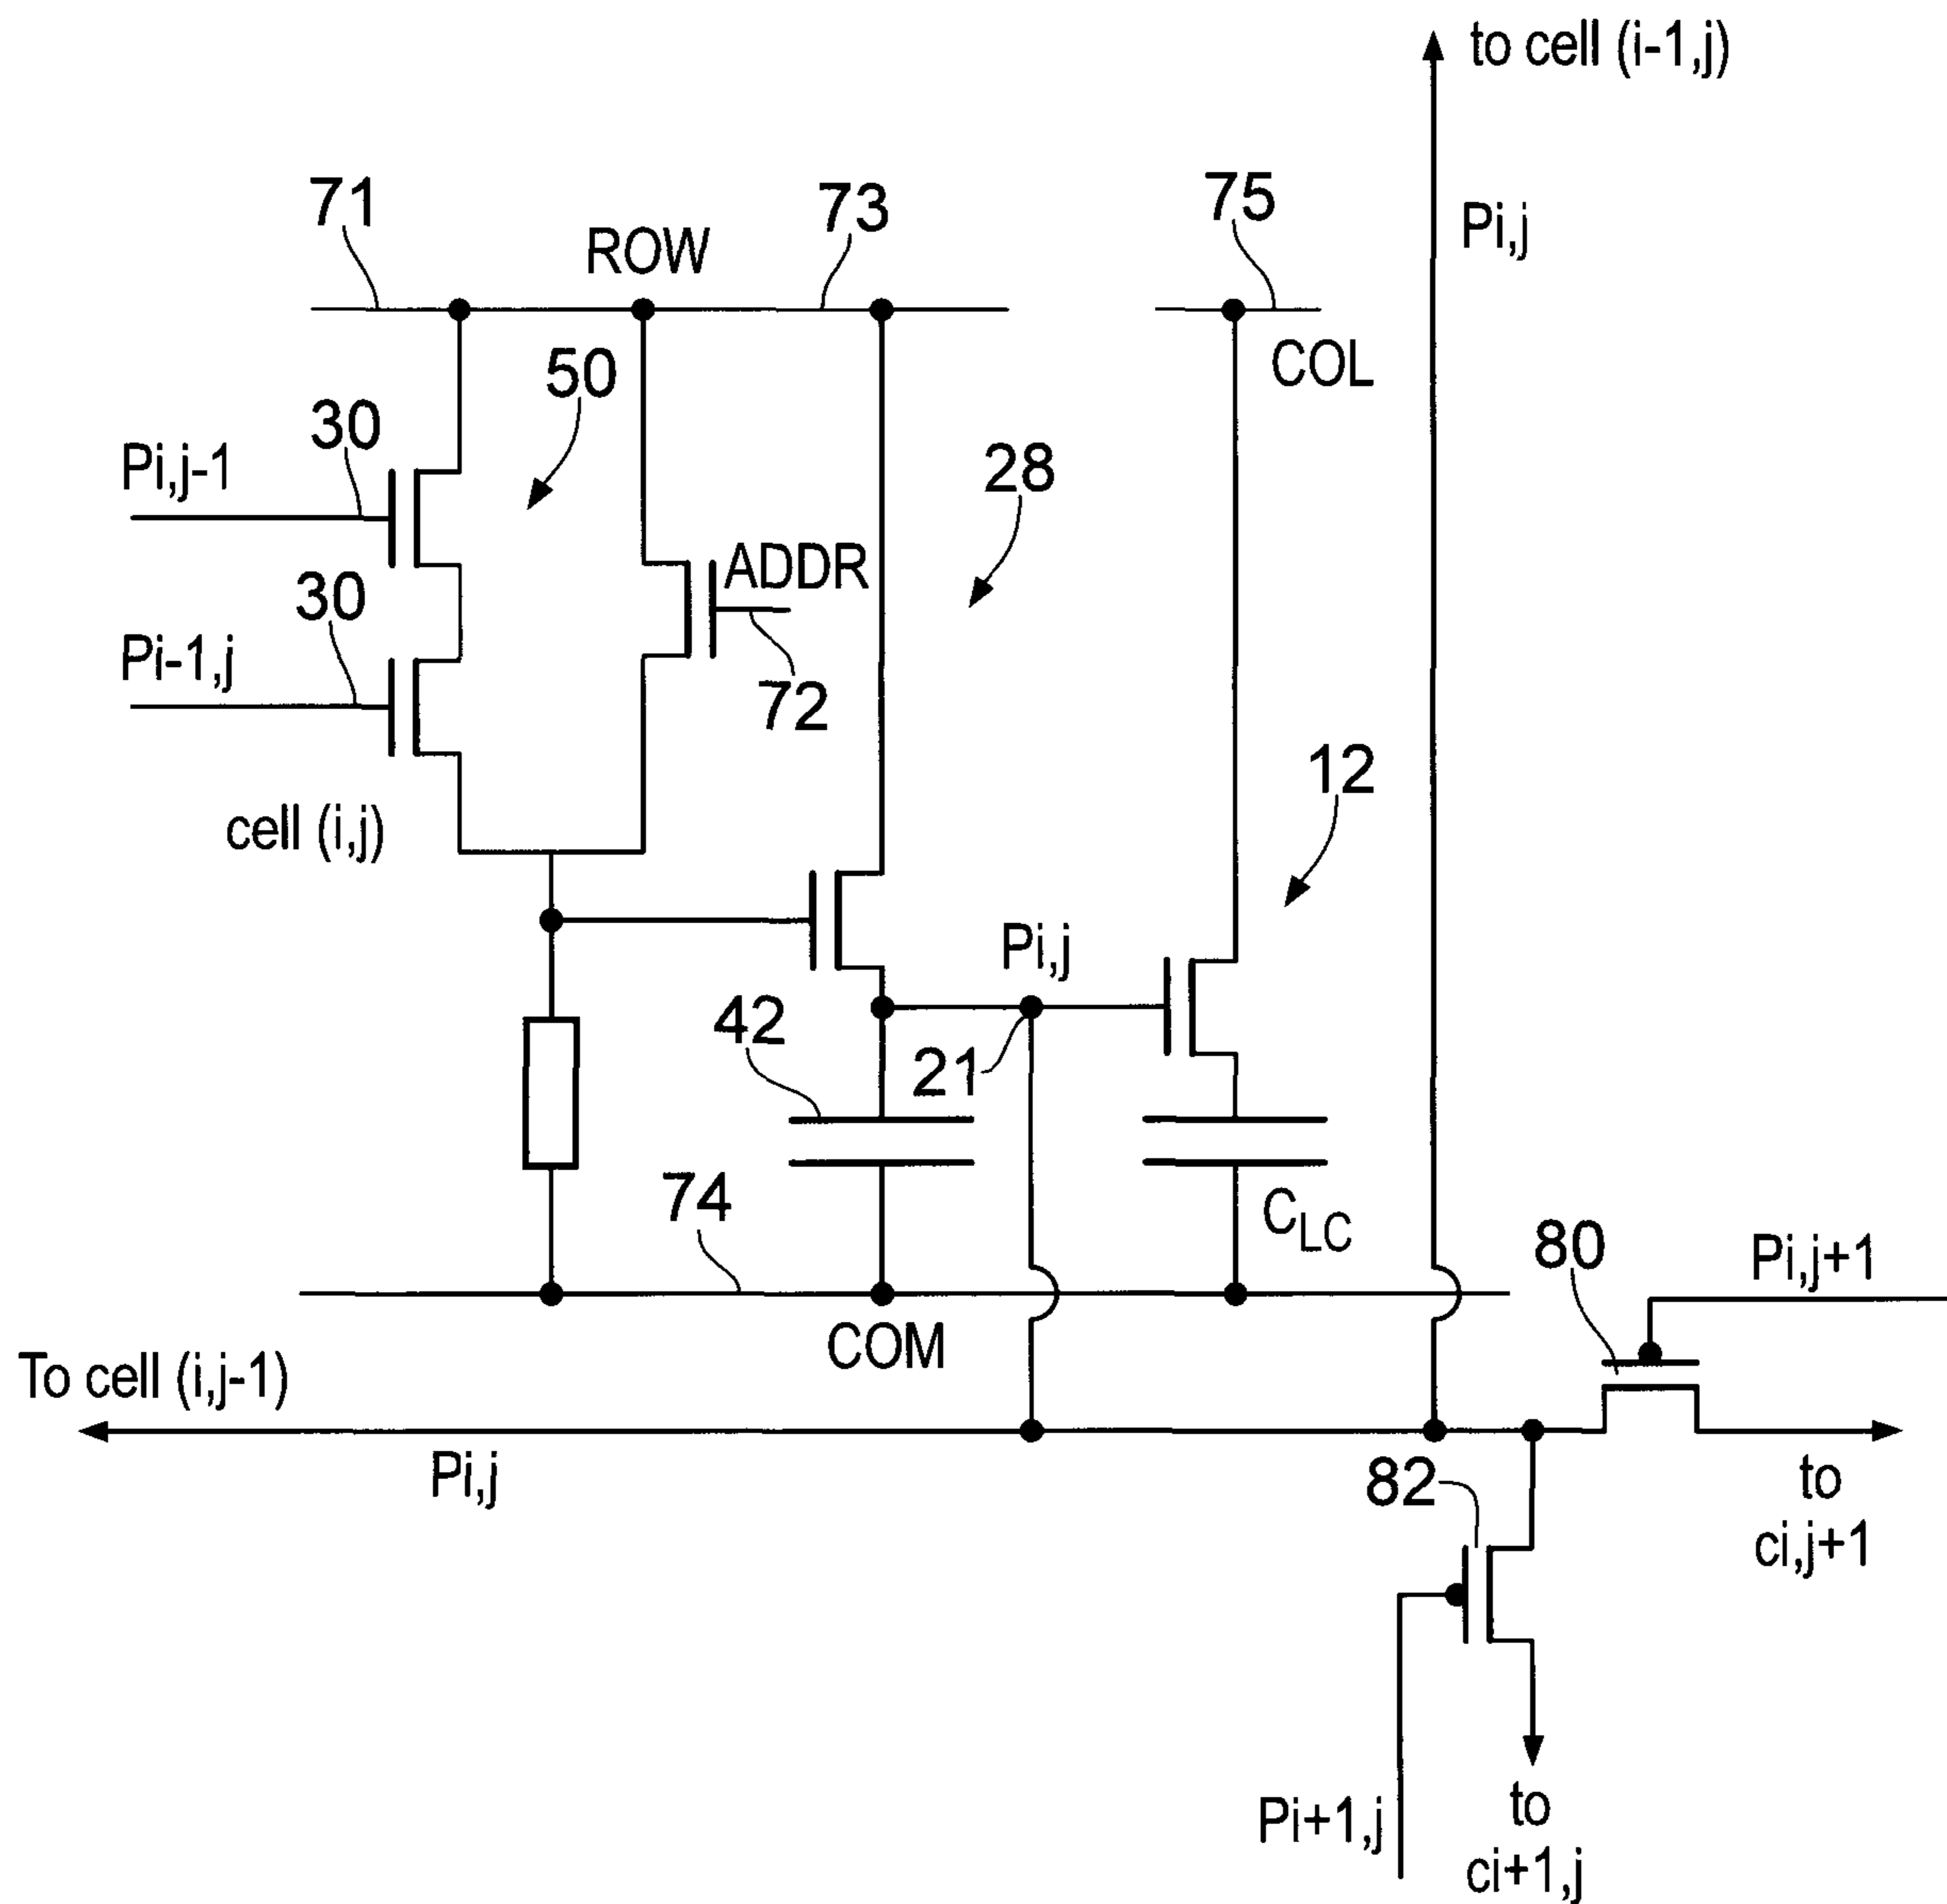 to cell (i-1,j)
71
73
75
Pi,j
ROW
COL
50
30
Pi,j-1
28
ADDR
30
Pi-1,j
72
12
cell (i,j)
Pi,j
42
21
74
CLC
80
Pi,j+1
COM
To cell (i,j-1)
Pi,j
82
to
ci,j+1
Pi+1,j
to
ci+1,j